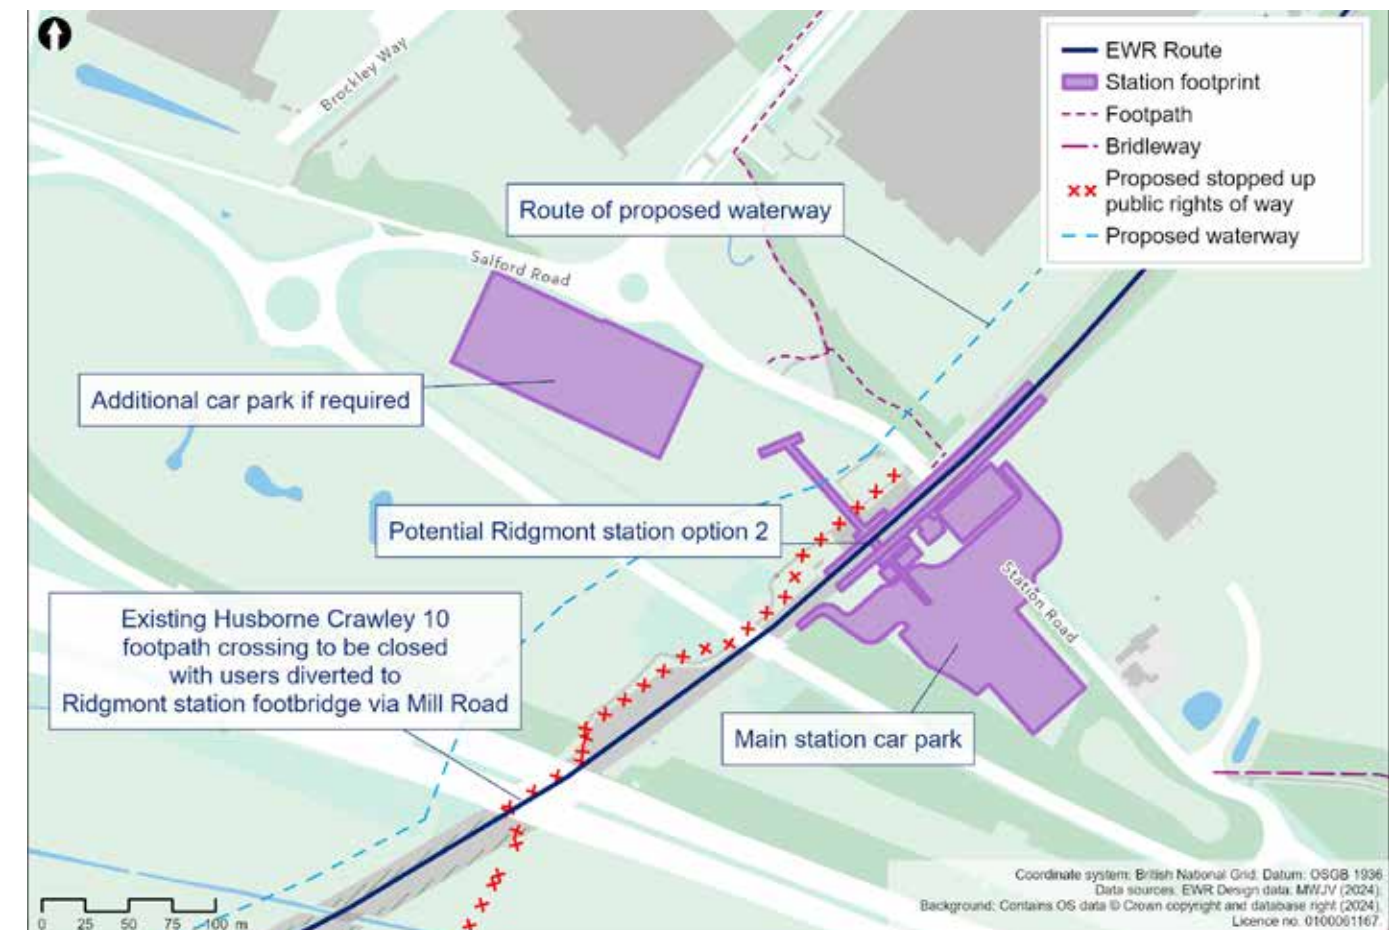 Brockley Way
EWR Route
Station footprint
Footpath
Bridleway
Proposed stopped up
public rights of way
Proposed waterway
Route of proposed waterway
Salford Road
Additional car park if required
Potential Ridgmont station option 2
Station Road
Existing Husborne Crawley 10
footpath crossing to be closed
with users diverted to
Ridgmont station footbridge via Mill Road
Main station car park
Coordinate system: British National Grid. Datum: OSGB 1936
Data sources: EWR Design data: MWJV (2024);
Background: Contains OS data © Crown copyright and database right (2024).
Licence no. 0100061167.
0 25 50 75 100 m